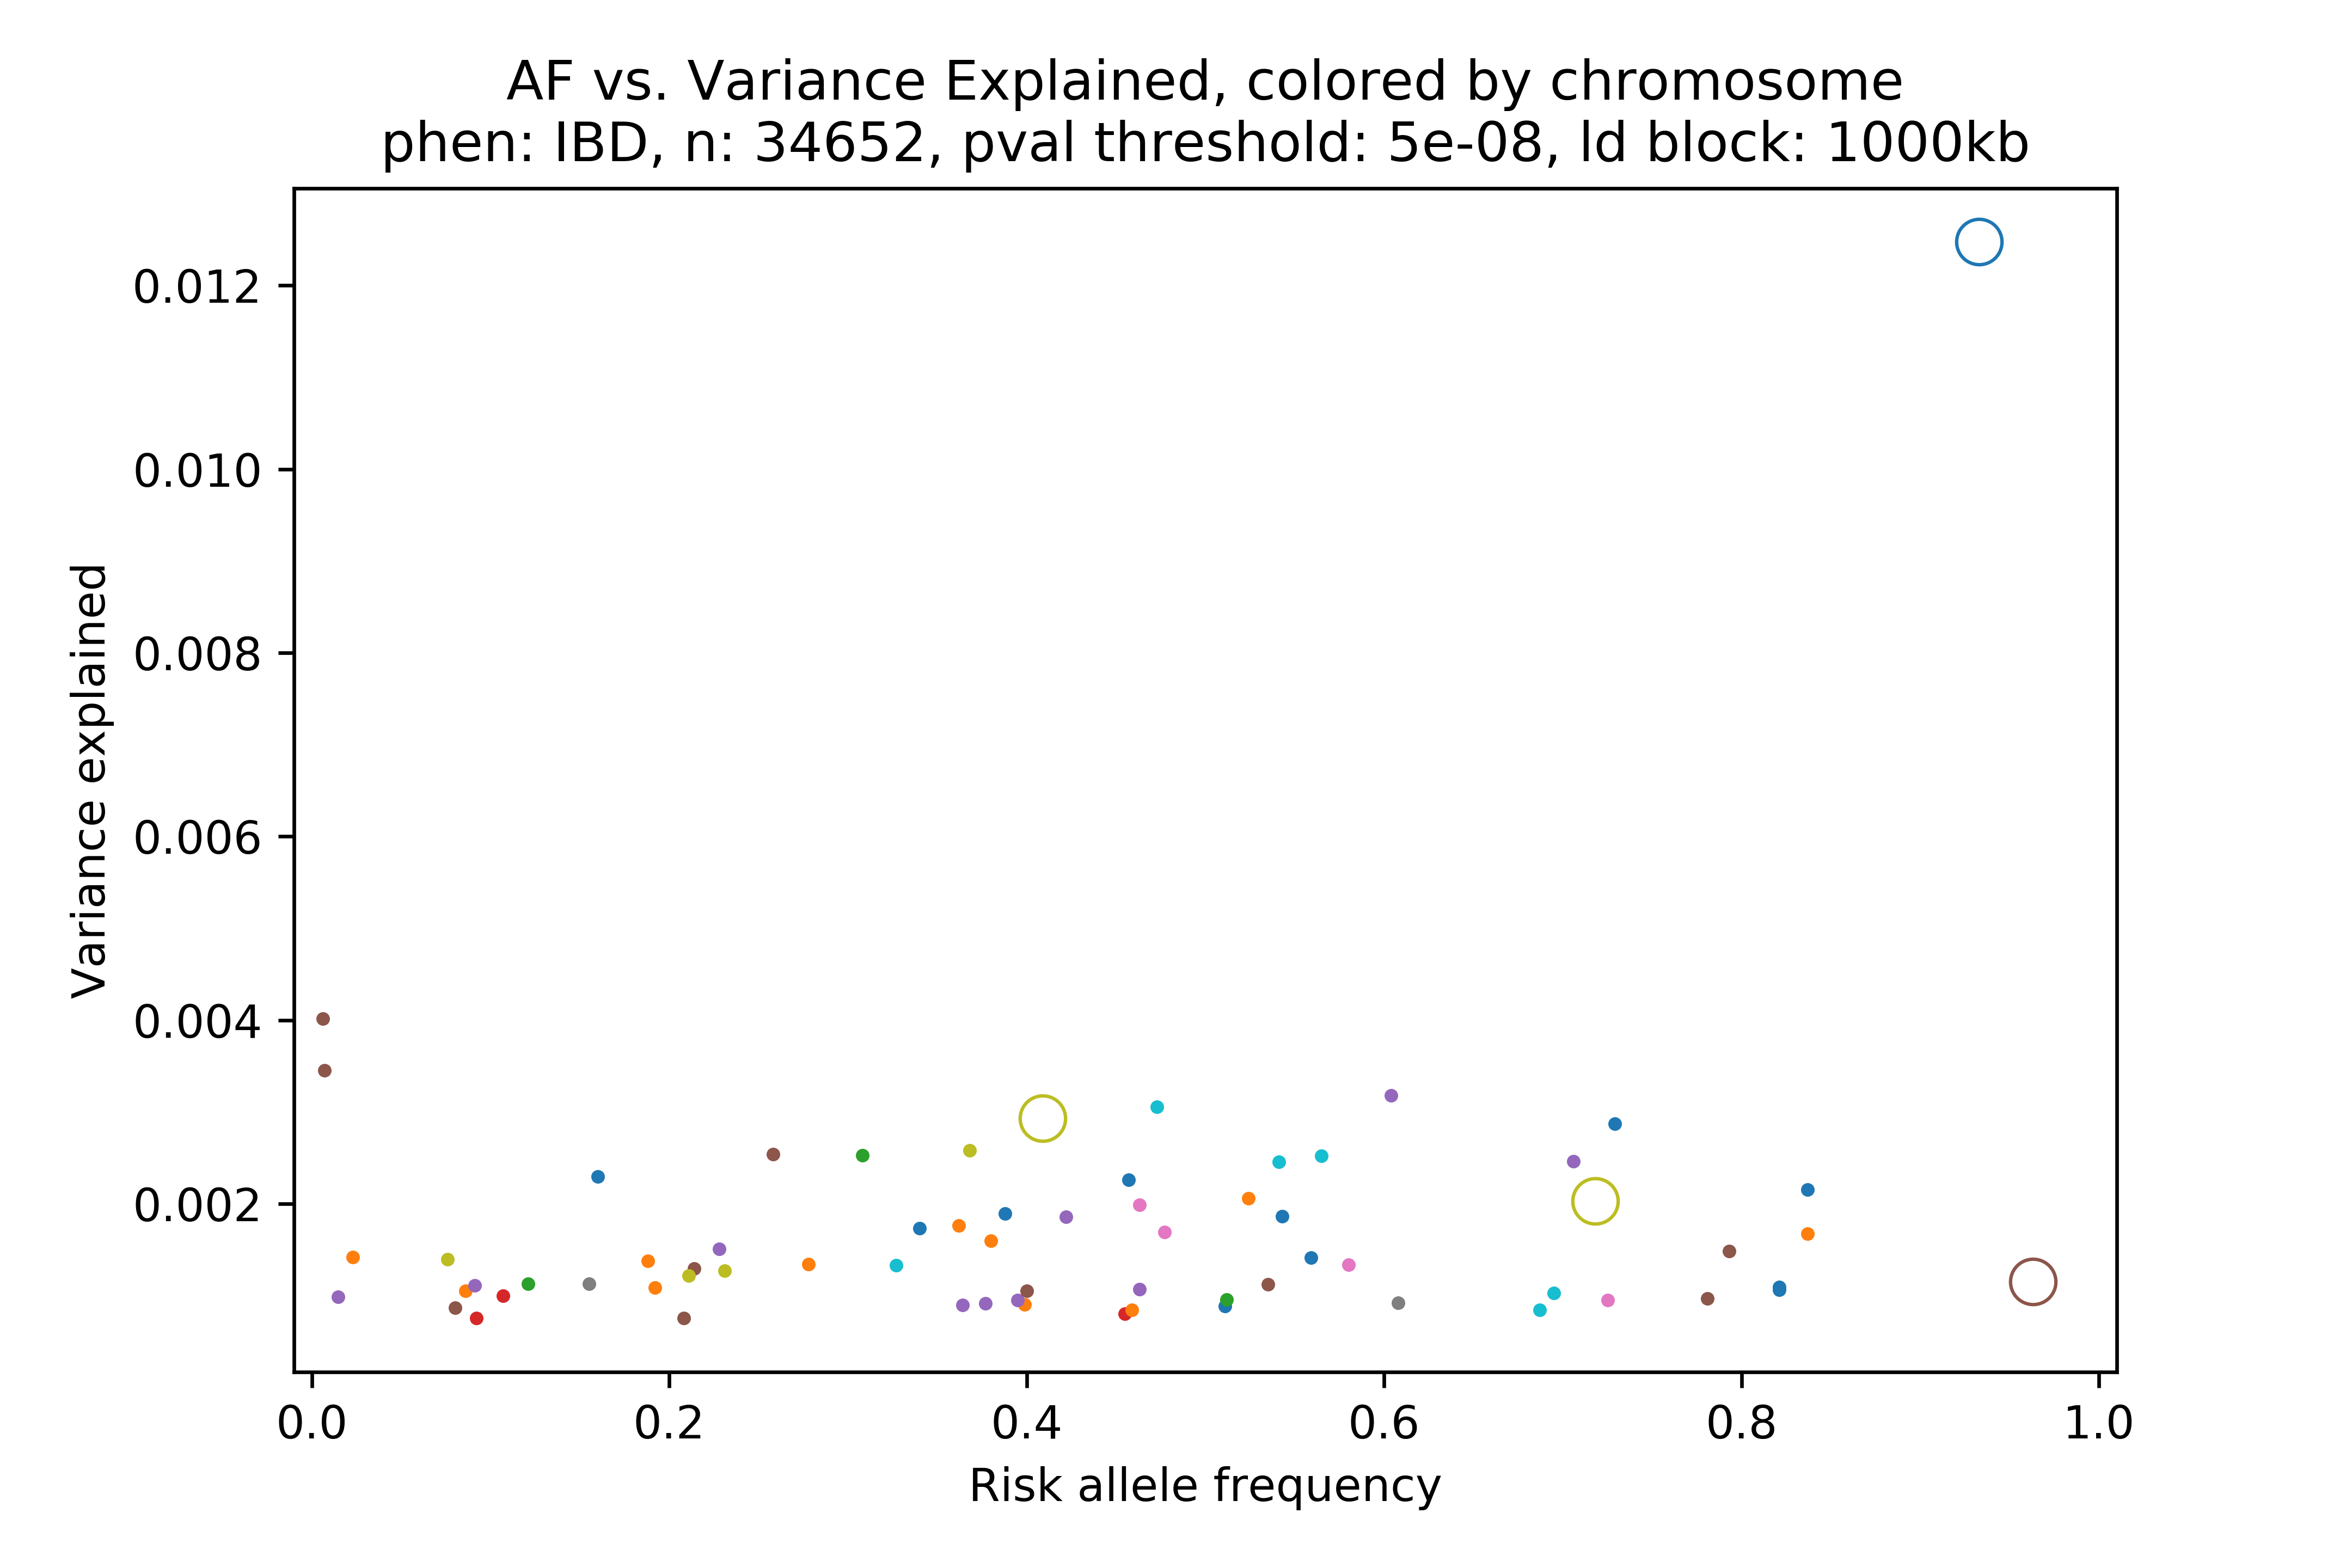 AF vs. Variance Explained, colored by chromosome
phen: IBD, n: 34652, pval threshold: 5e-08, ld block: 1000kb
0.012
0.010
0.008
0.006
0.004
0.002
Variance explained
0.0 0.2 0.4 0.6 0.8 1.0
Risk allele frequency